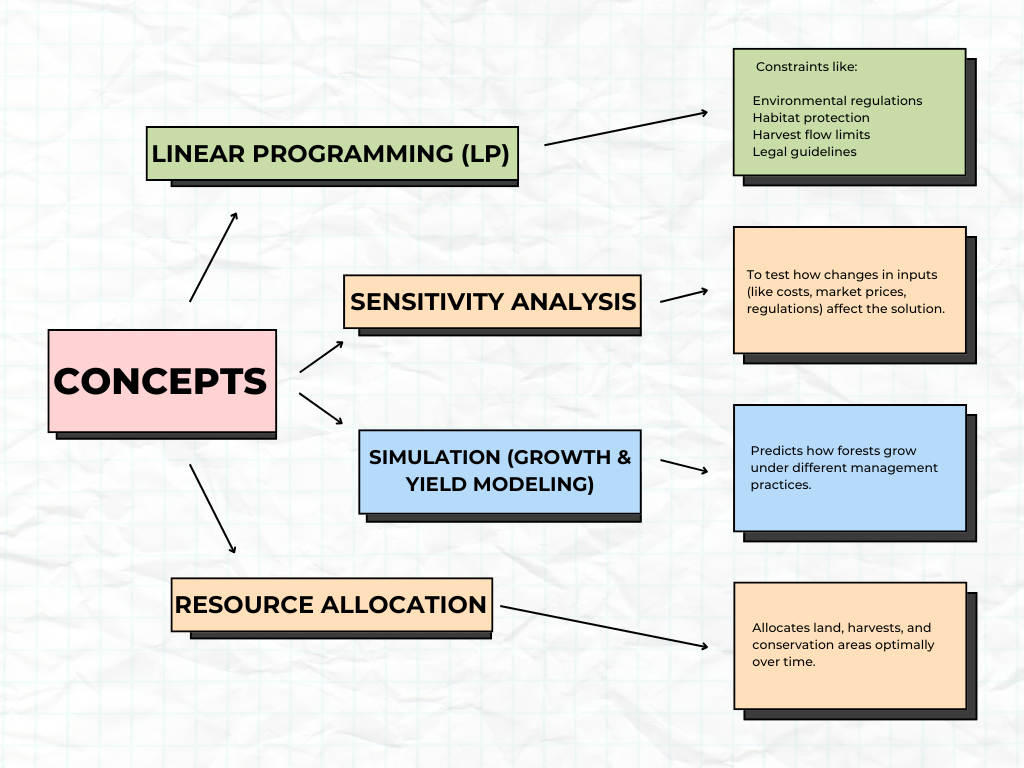 Constraints like:
Environmental regulations
Habitat protection
Harvest flow limits
Legal guidelines
LINEAR PROGRAMMING (LP)
SENSITIVITY ANALYSIS
To test how changes in inputs
(like costs, market prices,
regulations) affect the solution.
CONCEPTS
SIMULATION (GROWTH &
YIELD MODELING)
Predicts how forests grow
under different management
practices.
RESOURCE ALLOCATION
Allocates land, harvests, and
conservation areas optimally
over time.